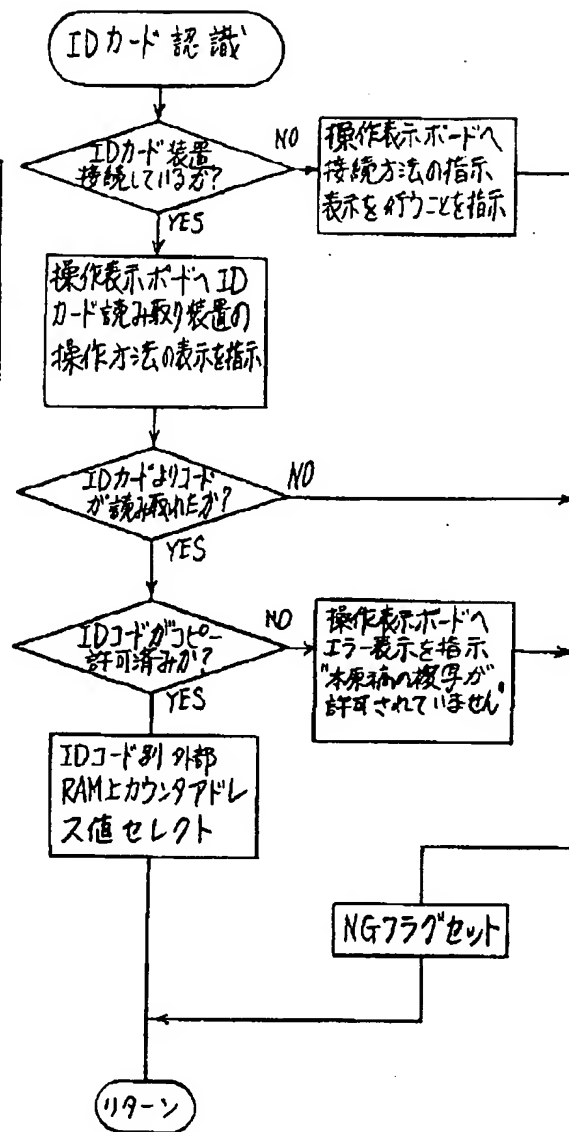 IDカード 認識
IDカード装置
接続しているか?
NO
YES
操作表示ボードへ
接続方法の指示
表示を行うことを指示
操作表示ボードへID
カード読み取り装置の
操作方法の表示を指示
IDカードよりコード
が読み取れたか?
NO
YES
IDコードがコピー
許可済みか?
NO
YES
操作表示ボードへ
エラー表示を指示
"本原稿の複写が
許可されていません"
IDコード別 外部
RAM上カウンタアドレ
ス値セレクト
NGフラグセット
リターン